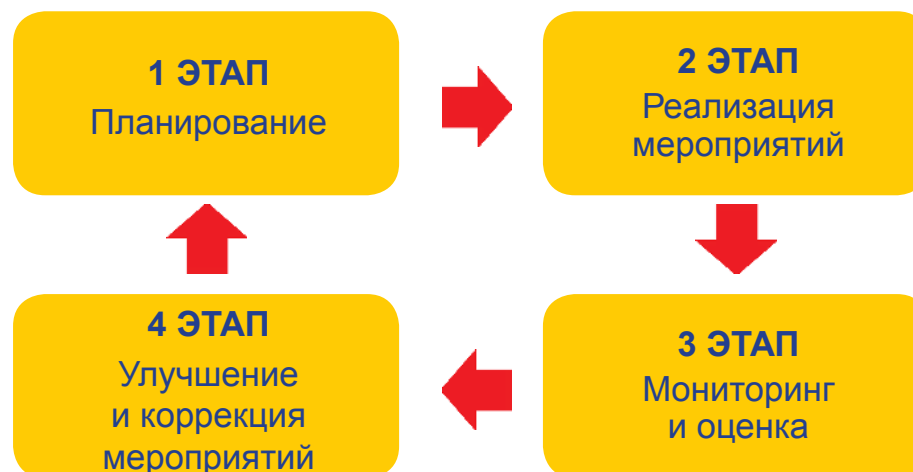 1 ЭТАП
Планирование
2 ЭТАП
Реализация
мероприятий
3 ЭТАП
Мониторинг
и оценка
4 ЭТАП
Улучшение
и коррекция
мероприятий